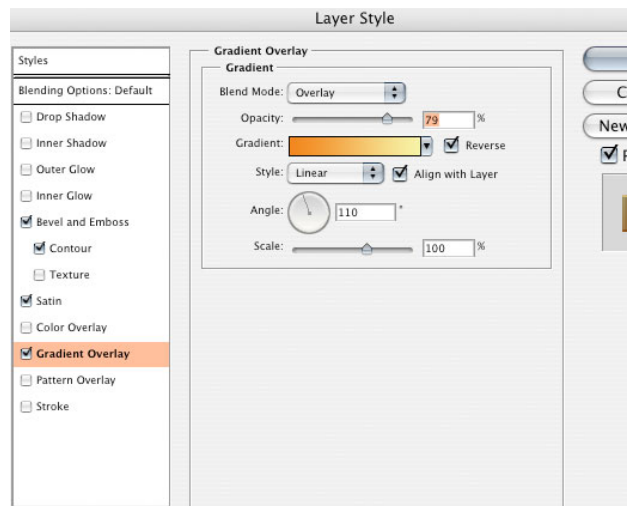 Layer Style
Styles
Blending Options: Default
Drop Shadow
Inner Shadow
Outer Glow
Inner Glow
Bevel and Emboss
Contour
Texture
Satin
Color Overlay
Gradient Overlay
Pattern Overlay
Stroke
Gradient Overlay
Gradient
Blend Mode: Overlay
Opacity: 79 %
Gradient: Reverse
Style: Linear Align with Layer
Angle: 110 °
Scale: 100 %
C
New